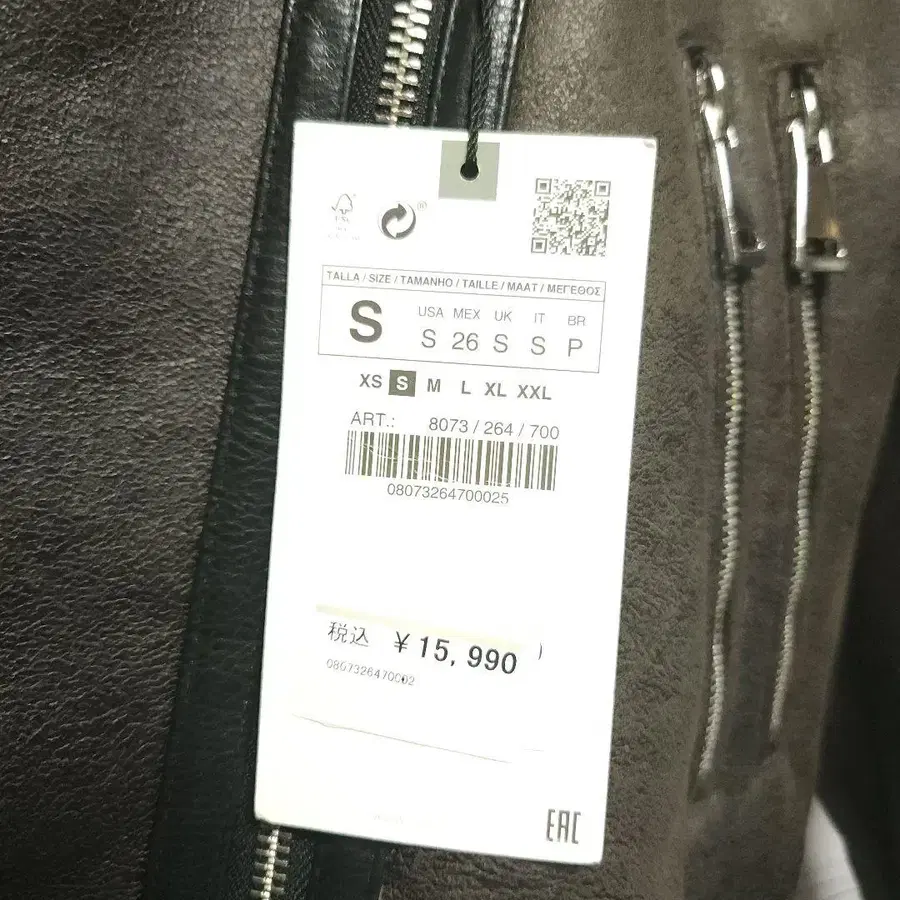 TALLA / SIZE / TAMANHO / TAILLE / MAAT / ΜΕΓΕΘΟΣ
S
USA MEX UK IT BR
S 26 S S P
XS S M L XL XXL
ART.: 8073 / 264 / 700
08073264700025
税込 ¥15,990
EAC